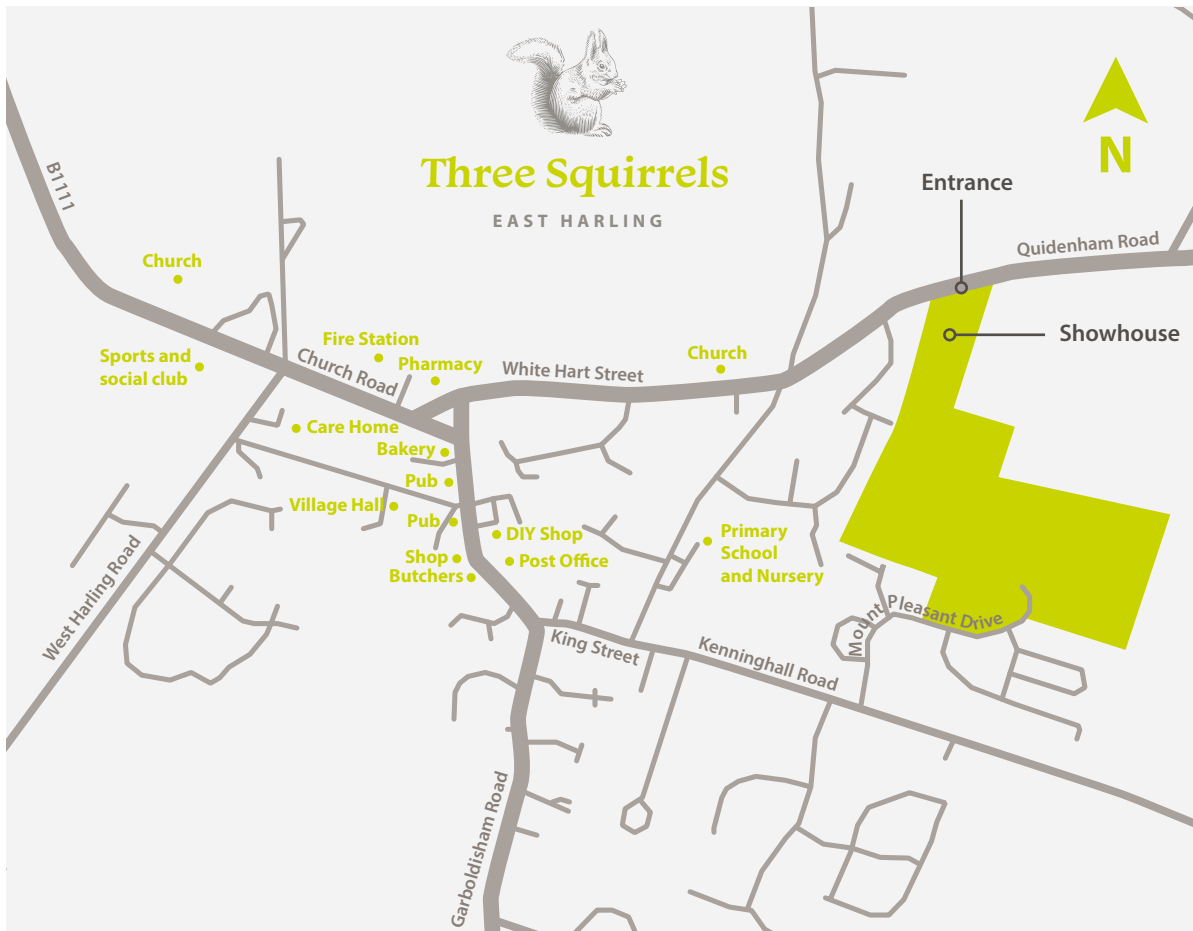 Three Squirrels
EAST HARLING
N
Entrance
B1111
Quidenham Road
Church
Showhouse
Fire Station
Sports and
social club
Church Road
Pharmacy
White Hart Street
Church
Care Home
Bakery
Pub
Village Hall
Pub
DIY Shop
Primary
School
and Nursery
Shop
Post Office
Butchers
West Harling Road
Mount Pleasant Drive
King Street
Kenninghall Road
Garboldisham Road